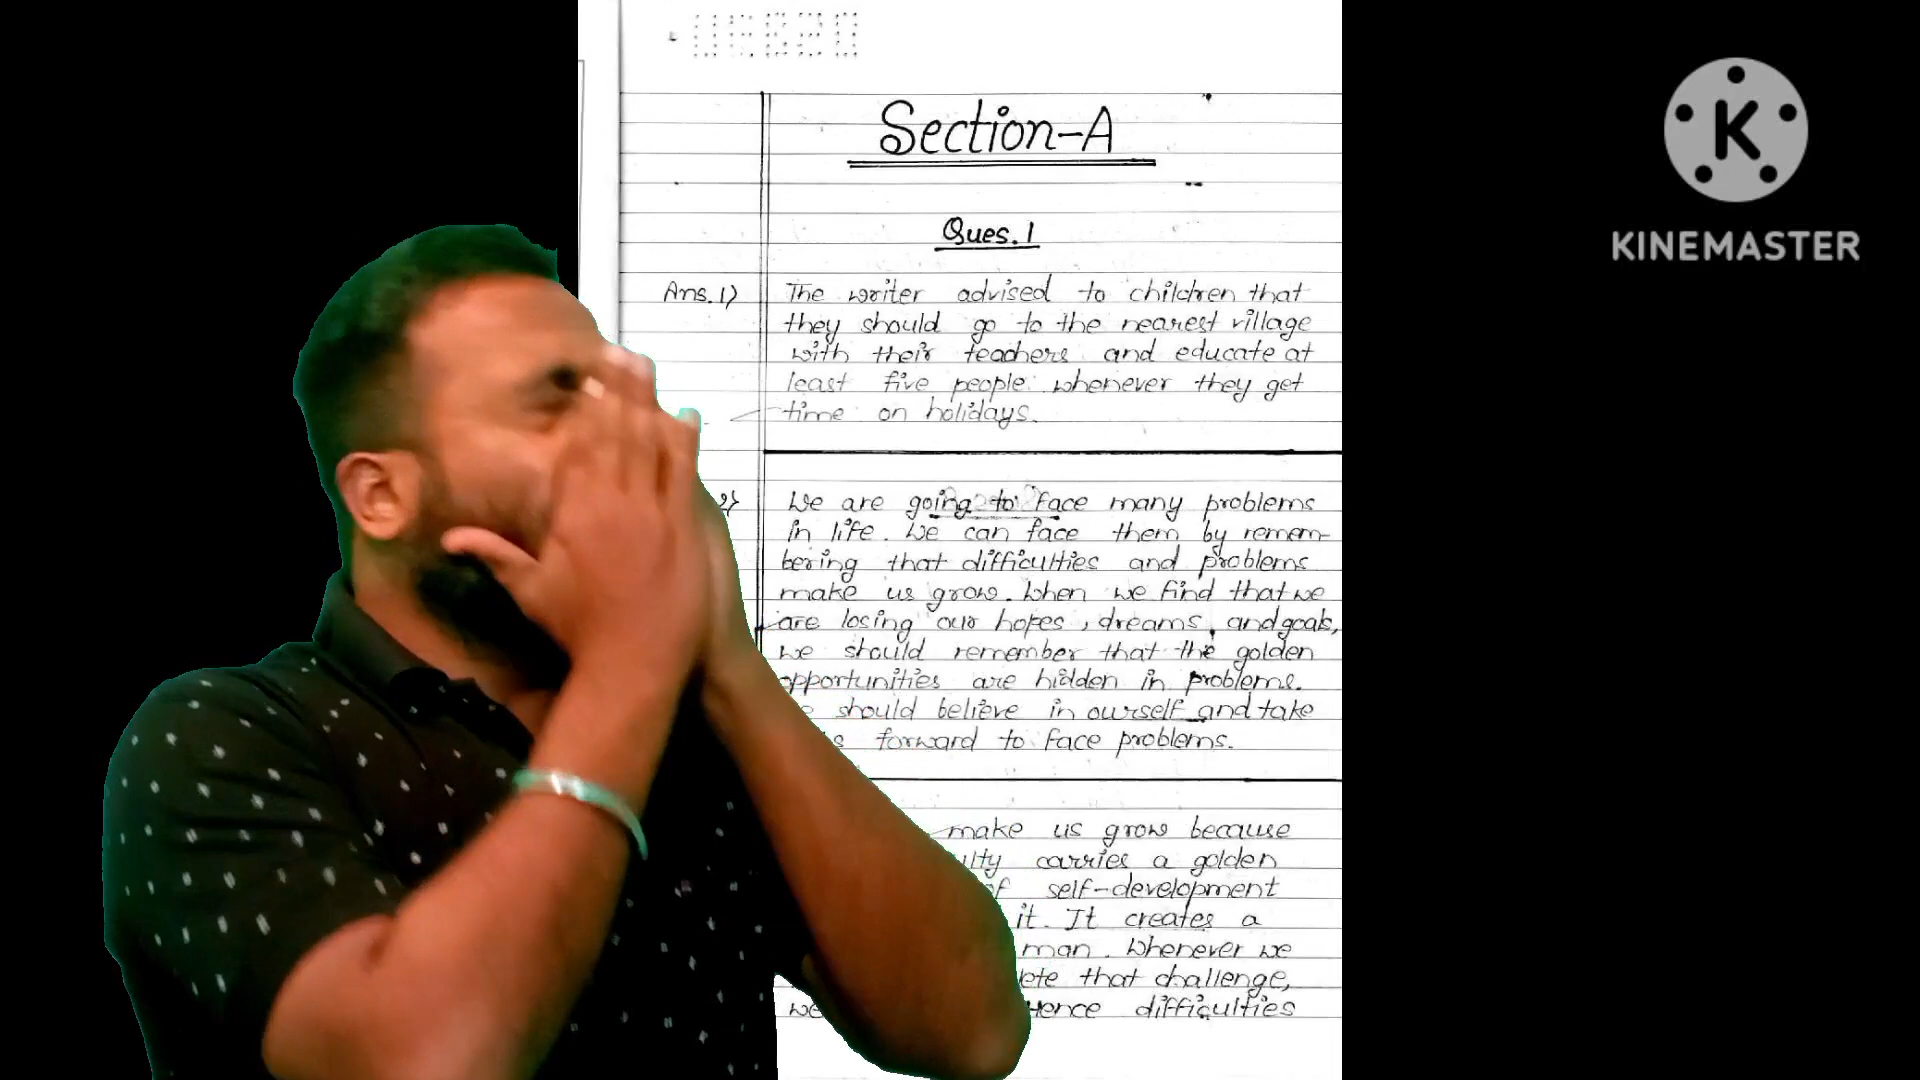 Section-A
Ques. 1
Ans. 1) The writer advised to children that
they should go to the nearest village
with their teachers and educate at
least five people whenever they get
time on holidays.
We are going to face many problems
in life. We can face them by remem-
bering that difficulties and problems
make us grow. When we find that we
are losing our hopes, dreams, and goals,
we should remember that the golden
opportunities are hidden in problems.
should believe in ourself and take
forward to face problems.
make us grow because
carries a golden
of self-development
it. It creates a
man. Whenever we
that challenge,
we Hence difficulties
K
KINEMASTER